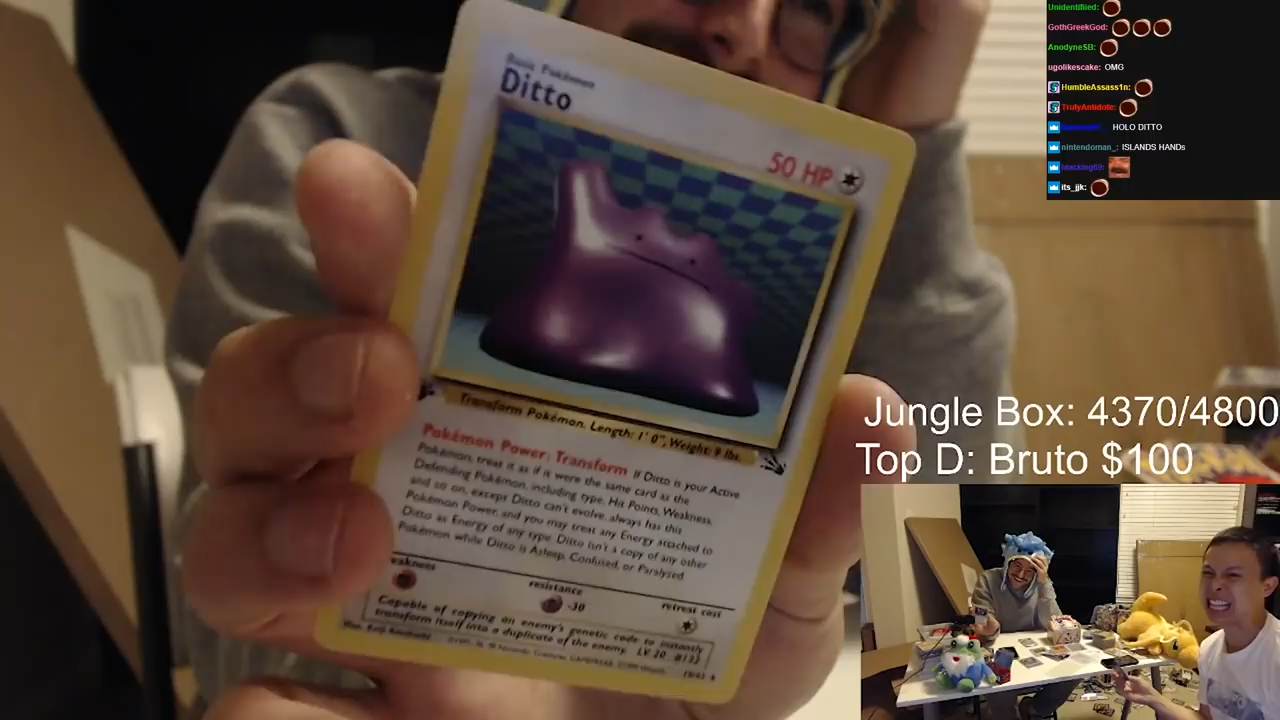 Unidentified:
GothGreekGod:
AnodyneSB:
ugolikescake: OMG
HumbleAssass1n:
TrulyAntidote:
HOLO DITTO
nintendoman_: ISLANDS HANDs
its_jjk:
Basic Pokémon
Ditto
50 HP
Transform Pokémon. Length: 1' 0", Weight: 9 lbs.
Pokémon Power: Transform If Ditto is your Active
Pokémon, treat it as if it were the same card as the
Defending Pokémon, including type, Hit Points, Weakness,
and so on, except Ditto can't evolve, always has this
Pokémon Power, and you may treat any Energy attached to
Ditto as Energy of any type. Ditto isn't a copy of any other
Pokémon while Ditto is Asleep, Confused, or Paralyzed.
weakness
resistance
-30
retreat cost
Capable of copying an enemy's genetic code to instantly
transform itself into a duplicate of the enemy. LV. 20 #132
Jungle Box: 4370/4800
Top D: Bruto $100